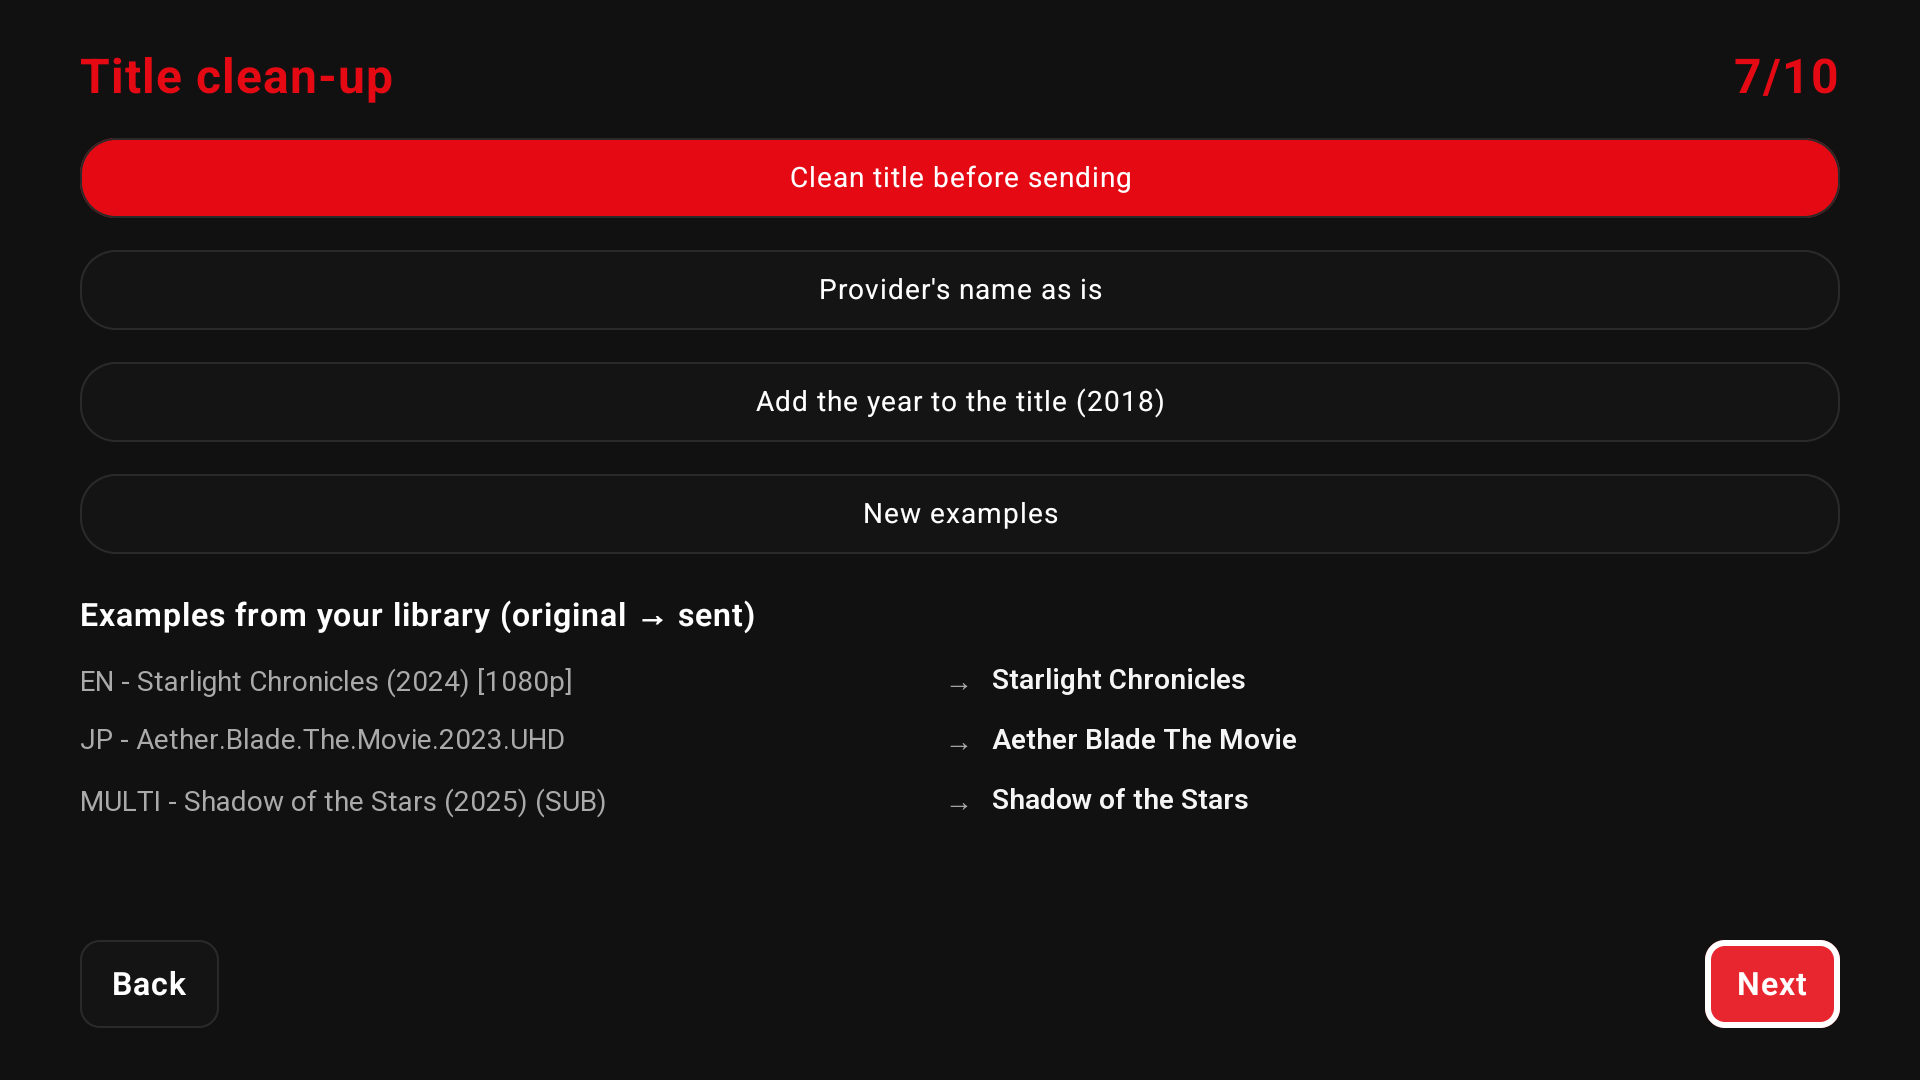 Title clean-up
7/10
Clean title before sending
Provider's name as is
Add the year to the title (2018)
New examples
Examples from your library (original → sent)
EN - Starlight Chronicles (2024) [1080p] → Starlight Chronicles
JP - Aether.Blade.The.Movie.2023.UHD → Aether Blade The Movie
MULTI - Shadow of the Stars (2025) (SUB) → Shadow of the Stars
Back
Next